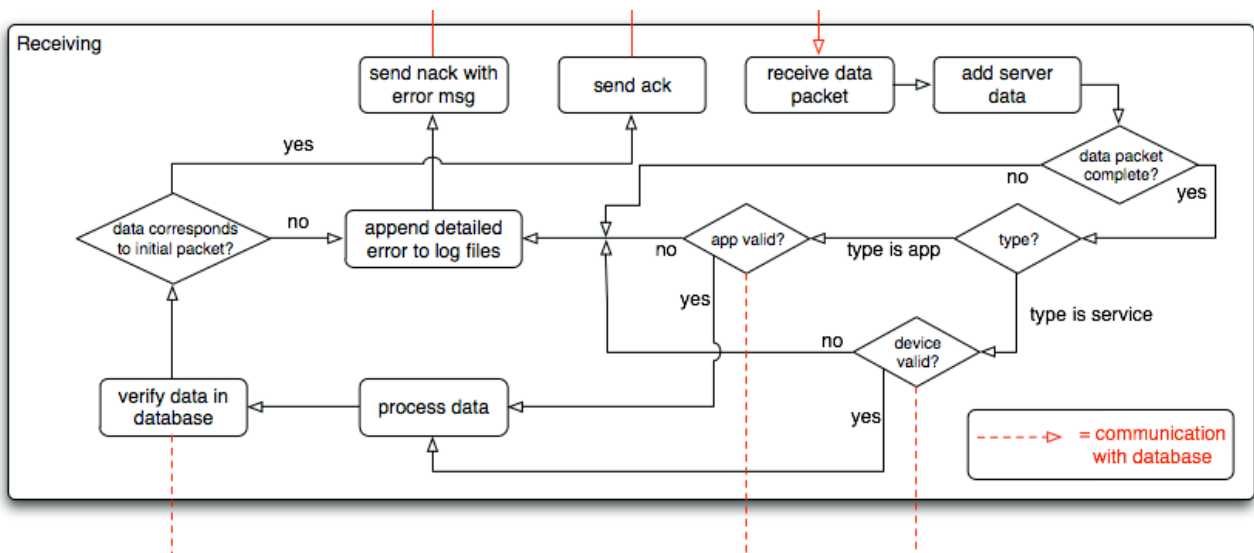 Receiving
send nack with
error msg
send ack
receive data
packet
add server
data
yes
data packet
complete?
no
yes
data corresponds
to initial packet?
no
append detailed
error to log files
app valid?
no
type is app
type?
yes
type is service
no
device
valid?
verify data in
database
process data
yes
= communication
with database